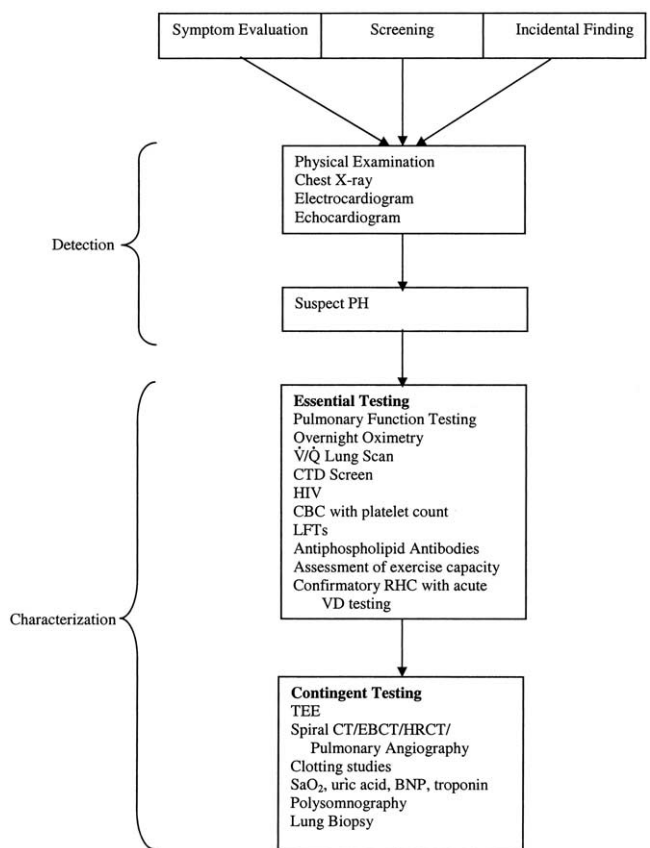 Symptom Evaluation
Screening
Incidental Finding
Detection
Physical Examination
Chest X-ray
Electrocardiogram
Echocardiogram
Suspect PH
Characterization
Essential Testing
Pulmonary Function Testing
Overnight Oximetry
V̇/Q̇ Lung Scan
CTD Screen
HIV
CBC with platelet count
LFTs
Antiphospholipid Antibodies
Assessment of exercise capacity
Confirmatory RHC with acute
VD testing
Contingent Testing
TEE
Spiral CT/EBCT/HRCT/
Pulmonary Angiography
Clotting studies
SaO₂, uric acid, BNP, troponin
Polysomnography
Lung Biopsy